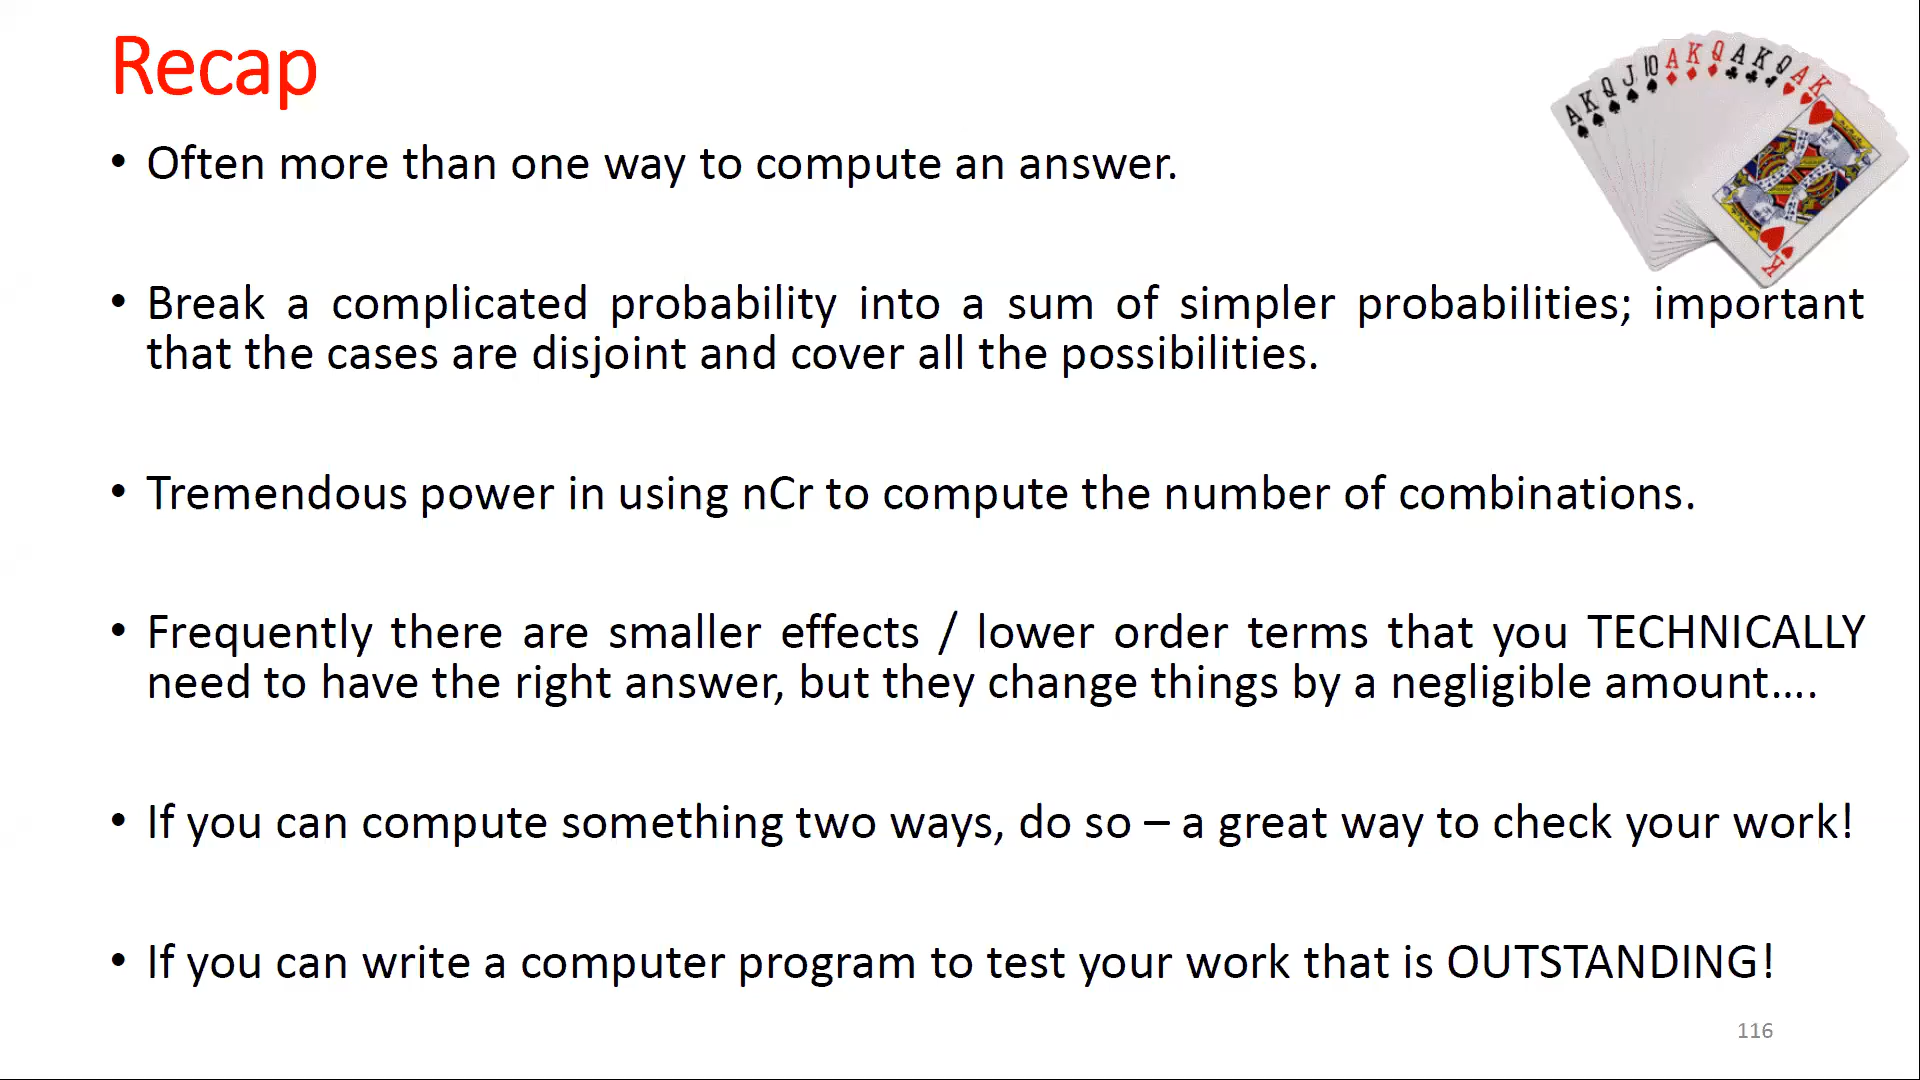 Recap
• Often more than one way to compute an answer.
• Break a complicated probability into a sum of simpler probabilities; important
that the cases are disjoint and cover all the possibilities.
• Tremendous power in using nCr to compute the number of combinations.
• Frequently there are smaller effects / lower order terms that you TECHNICALLY
need to have the right answer, but they change things by a negligible amount….
• If you can compute something two ways, do so – a great way to check your work!
• If you can write a computer program to test your work that is OUTSTANDING!
116
A K Q J 10 A K Q A K Q A K
K